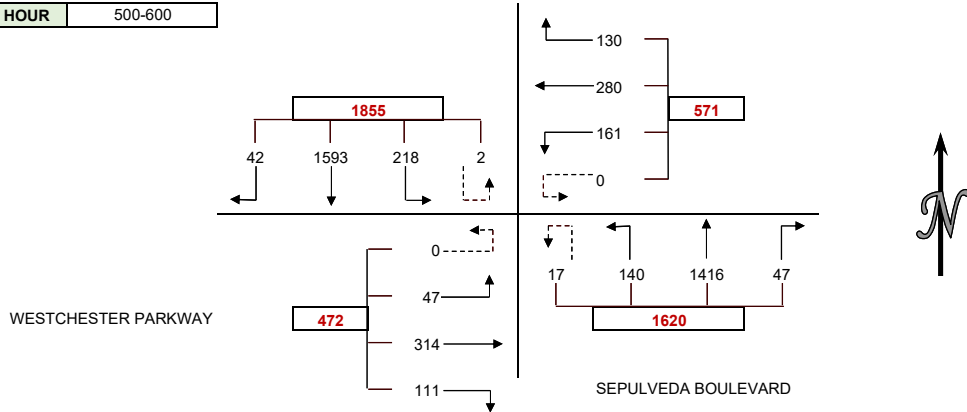 HOUR 500-600
130
280
161
0
571
1855
42 1593 218 2
0
47
314
111
472
WESTCHESTER PARKWAY
17 140 1416 47
1620
SEPULVEDA BOULEVARD
N